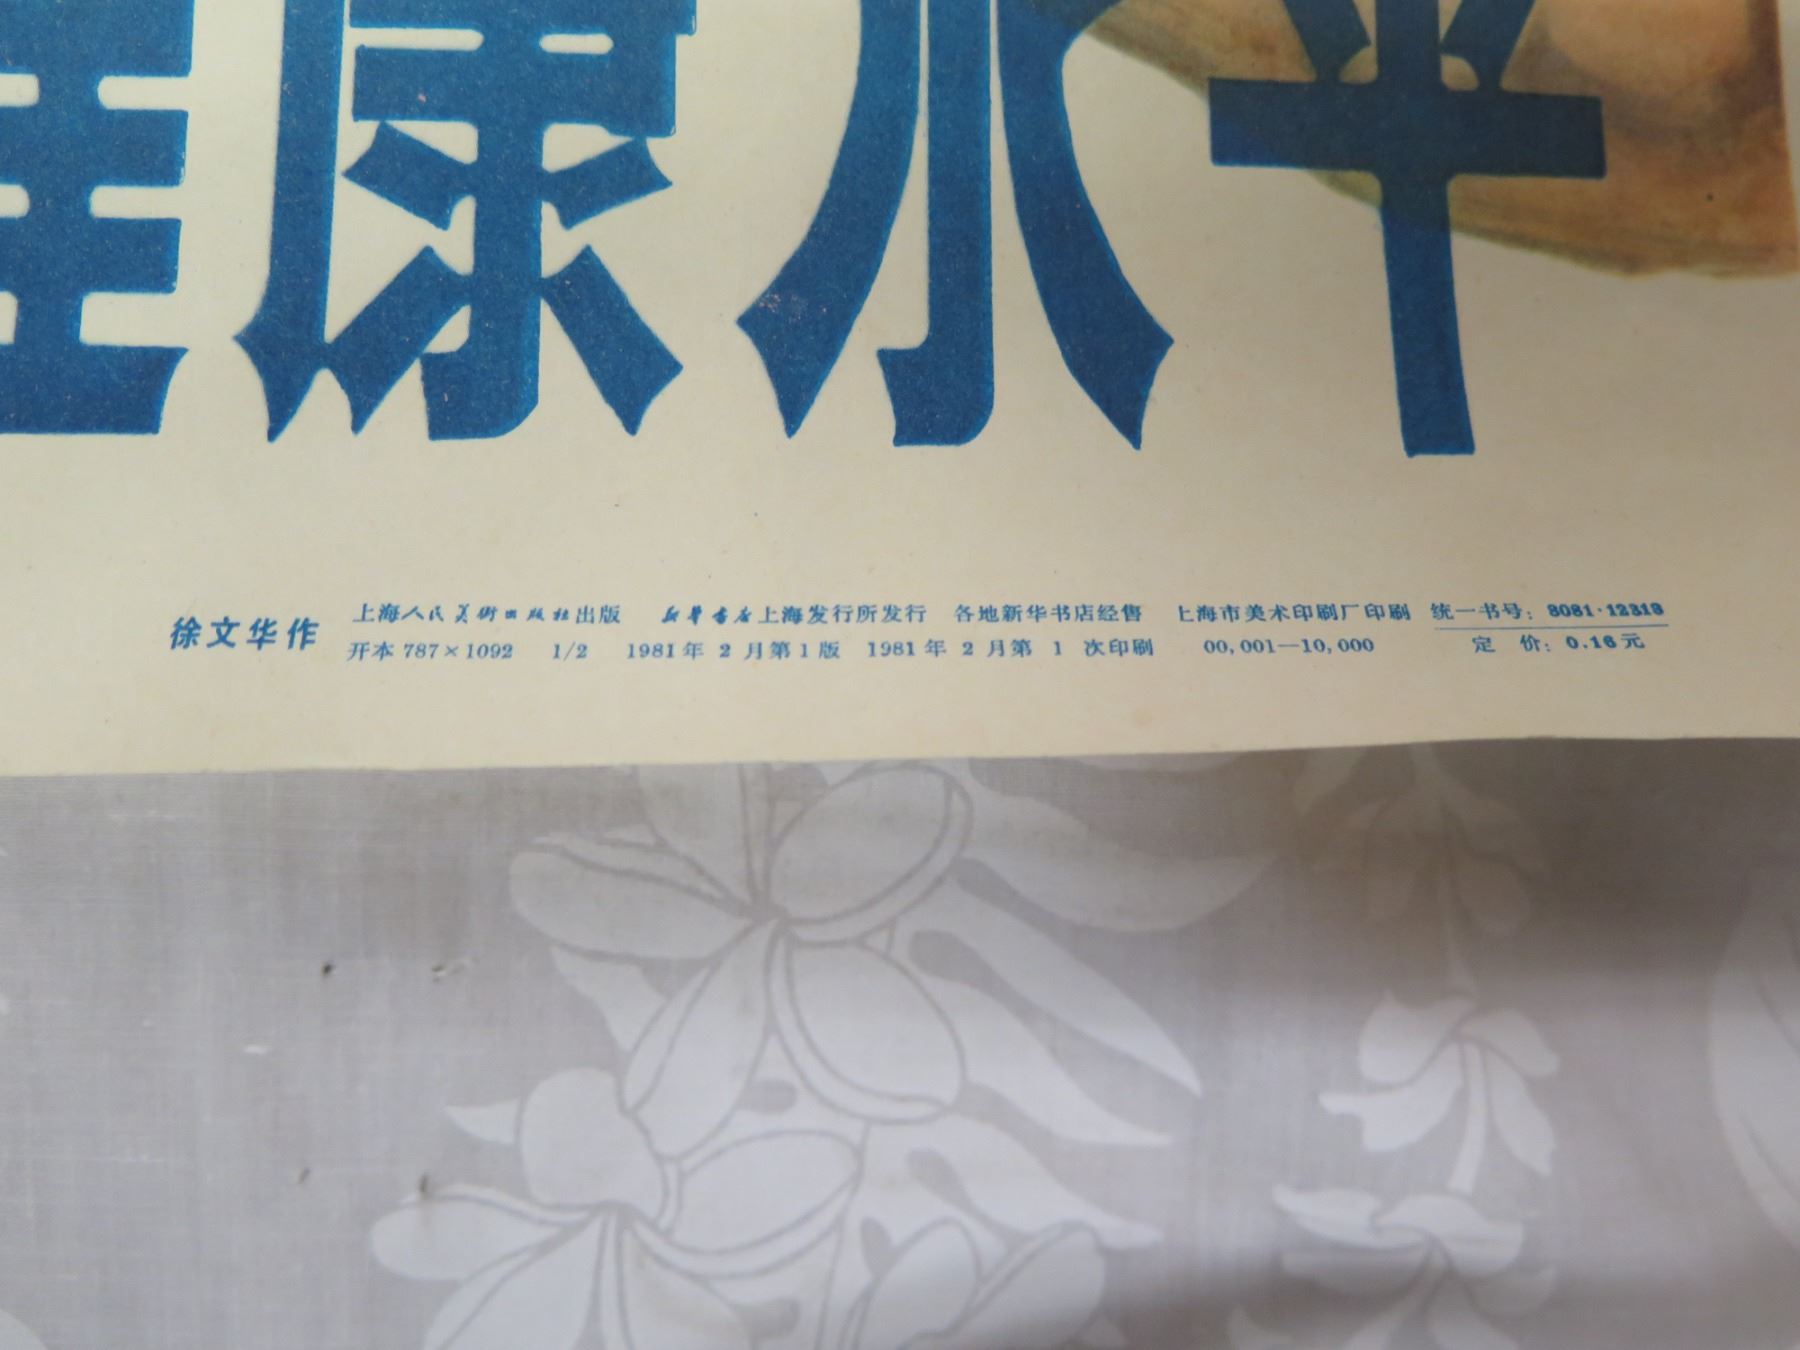 健康水平
徐文华作
上海人民美術出版社出版 新华書店上海发行所发行 各地新华书店经售 上海市美术印刷厂印刷 统一书号：8081·12319
开本 787×1092 1/2 1981年 2 月第1版 1981年 2 月第 1 次印刷 00,001—10,000 定 价：0.16元